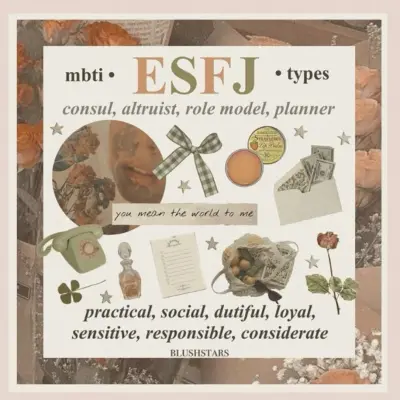 mbti • ESFJ • types
consul, altruist, role model, planner
you mean the world to me
practical, social, dutiful, loyal,
sensitive, responsible, considerate
BLUSHSTARS